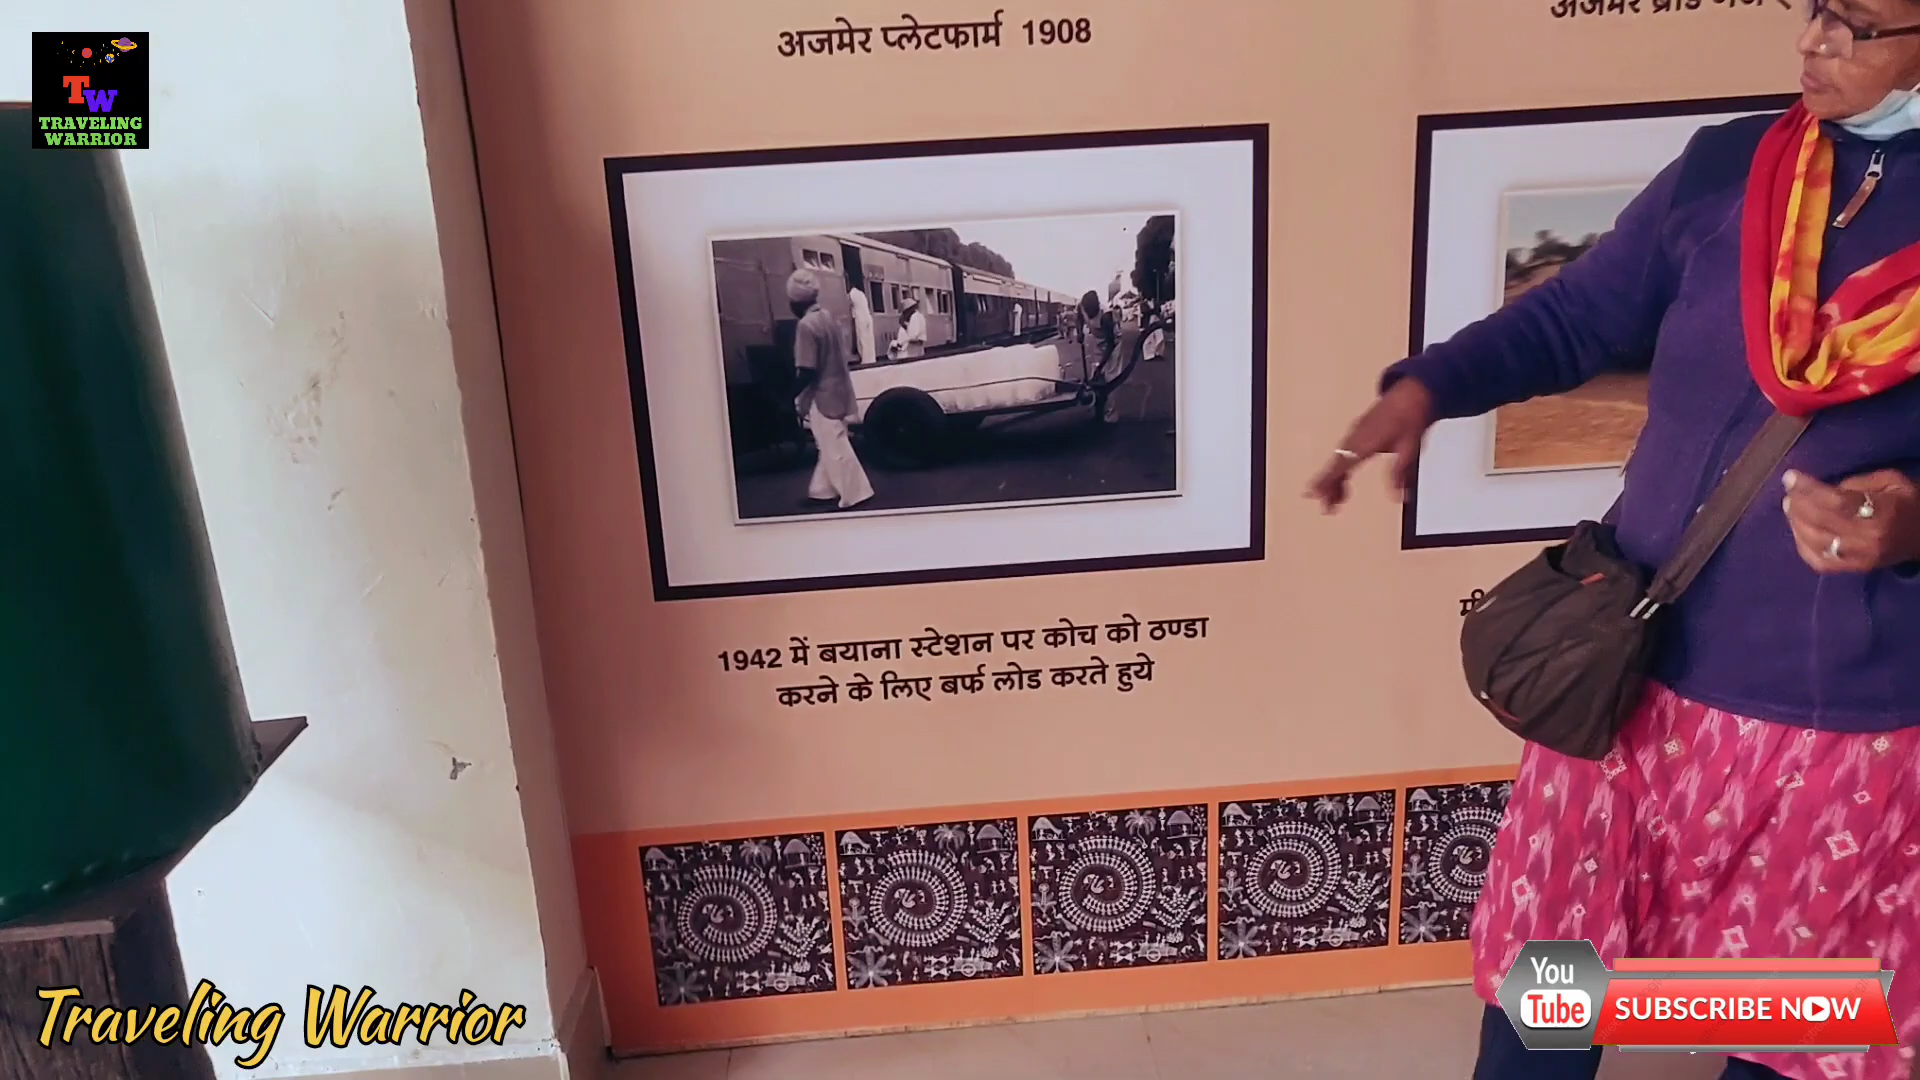 अजमेर प्लेटफार्म 1908
TW
TRAVELING
WARRIOR
1942 में बयाना स्टेशन पर कोच को ठण्डा
करने के लिए बर्फ लोड करते हुये
Traveling Warrior
You
Tube
SUBSCRIBE NOW